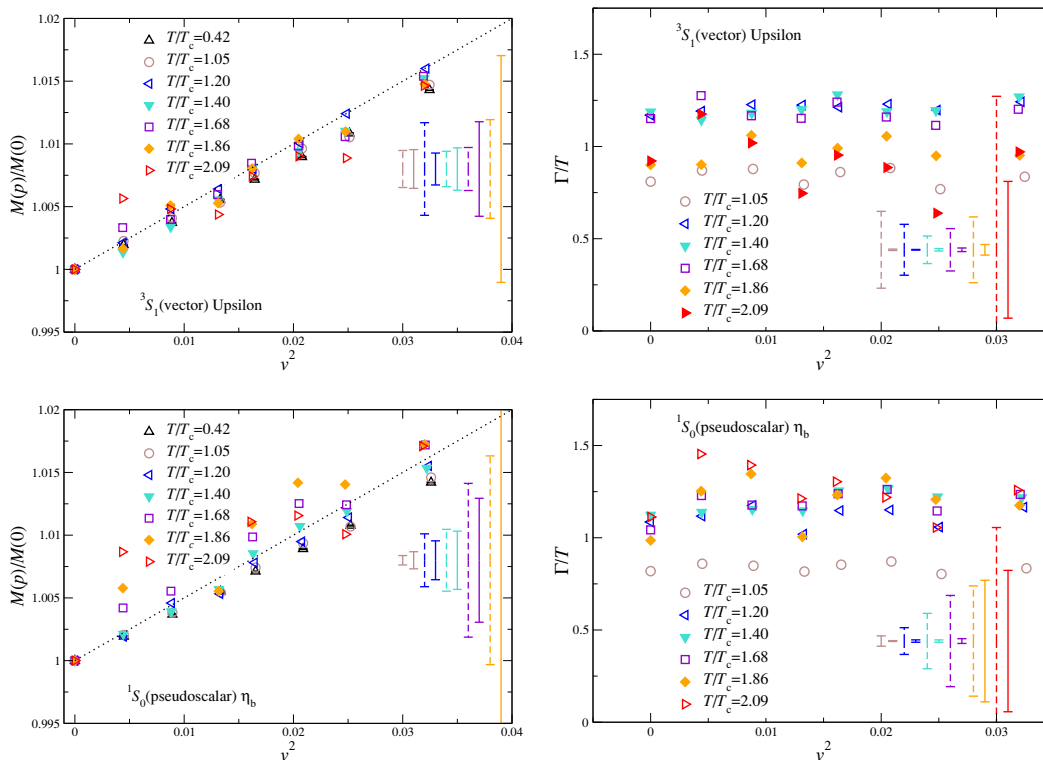 1.02
1.015
1.01
1.005
1
0.995
M(p)/M(0)
T/Tc=0.42
T/Tc=1.05
T/Tc=1.20
T/Tc=1.40
T/Tc=1.68
T/Tc=1.86
T/Tc=2.09
³S₁(vector) Upsilon
0 0.01 0.02 0.03 0.04
v²
³S₁(vector) Upsilon
1.5
1
0.5
0
Γ/T
T/Tc=1.05
T/Tc=1.20
T/Tc=1.40
T/Tc=1.68
T/Tc=1.86
T/Tc=2.09
0 0.01 0.02 0.03
v²
1.02
1.015
1.01
1.005
1
0.995
M(p)/M(0)
T/Tc=0.42
T/Tc=1.05
T/Tc=1.20
T/Tc=1.40
T/Tc=1.68
T/Tc=1.86
T/Tc=2.09
¹S₀(pseudoscalar) ηb
0 0.01 0.02 0.03 0.04
v²
¹S₀(pseudoscalar) ηb
1.5
1
0.5
0
Γ/T
T/Tc=1.05
T/Tc=1.20
T/Tc=1.40
T/Tc=1.68
T/Tc=1.86
T/Tc=2.09
0 0.01 0.02 0.03
v²